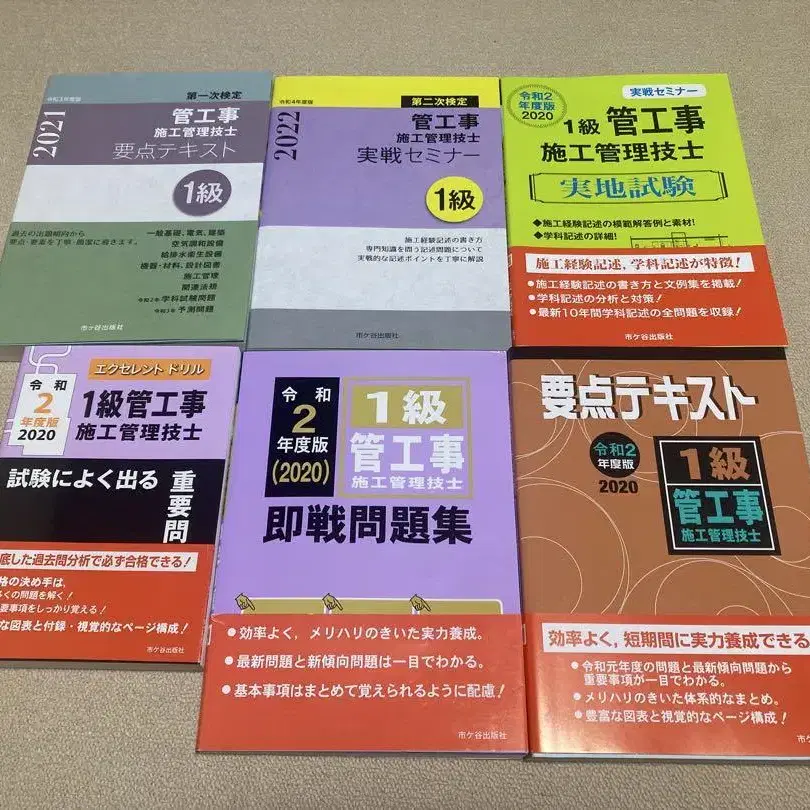 令和3年度版
第一次検定
2021
管工事
施工管理技士
要点テキスト
1級
過去の出題傾向から
要点・要素を丁寧・簡潔に導きます。
一般基礎、電気、建築
空気調和設備
給排水衛生設備
機器・材料、設計図書
施工管理
関連法規
令和2年 学科試験問題
令和3年 予測問題
市ケ谷出版社
令和4年度版
第二次検定
2022
管工事
施工管理技士
実戦セミナー
1級
施工経験記述の書き方
専門知識を問う記述問題について
実戦的な記述ポイントを丁寧に解説
市ケ谷出版社
令和2
年度版
2020
実戦セミナー
1級 管工事
施工管理技士
実地試験
◆施工経験記述の模範解答例と素材!
◆学科記述の詳細!
施工経験記述,学科記述が特徴!
●施工経験記述の書き方と文例集を掲載!
●学科記述の分析と対策!
●最新10年間学科記述の全問題を収録!
市ケ谷出版社
エクセレント ドリル
令和
2
年度版
2020
1級管工事
施工管理技士
試験によく出る
重要問
底した過去問分析で必ず合格できる!
格の決め手は,
くの問題を解く!
要事項をしっかり覚える!
な図表と付録・視覚的なページ構成!
市ケ谷出版社
令和
2
年度版
(2020)
1級
管工事
施工管理技士
即戦問題集
●効率よく,メリハリのきいた実力養成。
●最新問題と新傾向問題は一目でわかる。
●基本事項はまとめて覚えられるように配慮!
市ケ谷出版社
要点テキスト
令和2
年度版
2020
1級
管工事
施工管理技士
効率よく,短期間に実力養成できる
●令和元年度の問題と最新傾向問題から
重要事項が一目でわかる。
●メリハリのきいた体系的なまとめ。
●豊富な図表と視覚的なページ構成!
市ケ